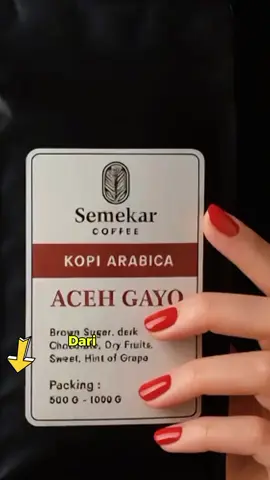 Semekar
COFFEE
KOPI ARABICA
ACEH GAYO
Brown Sugar, dark
Chocolate, Dry Fruits,
Sweet, Hint of Grape
Dari
Packing :
500 G - 1000 G